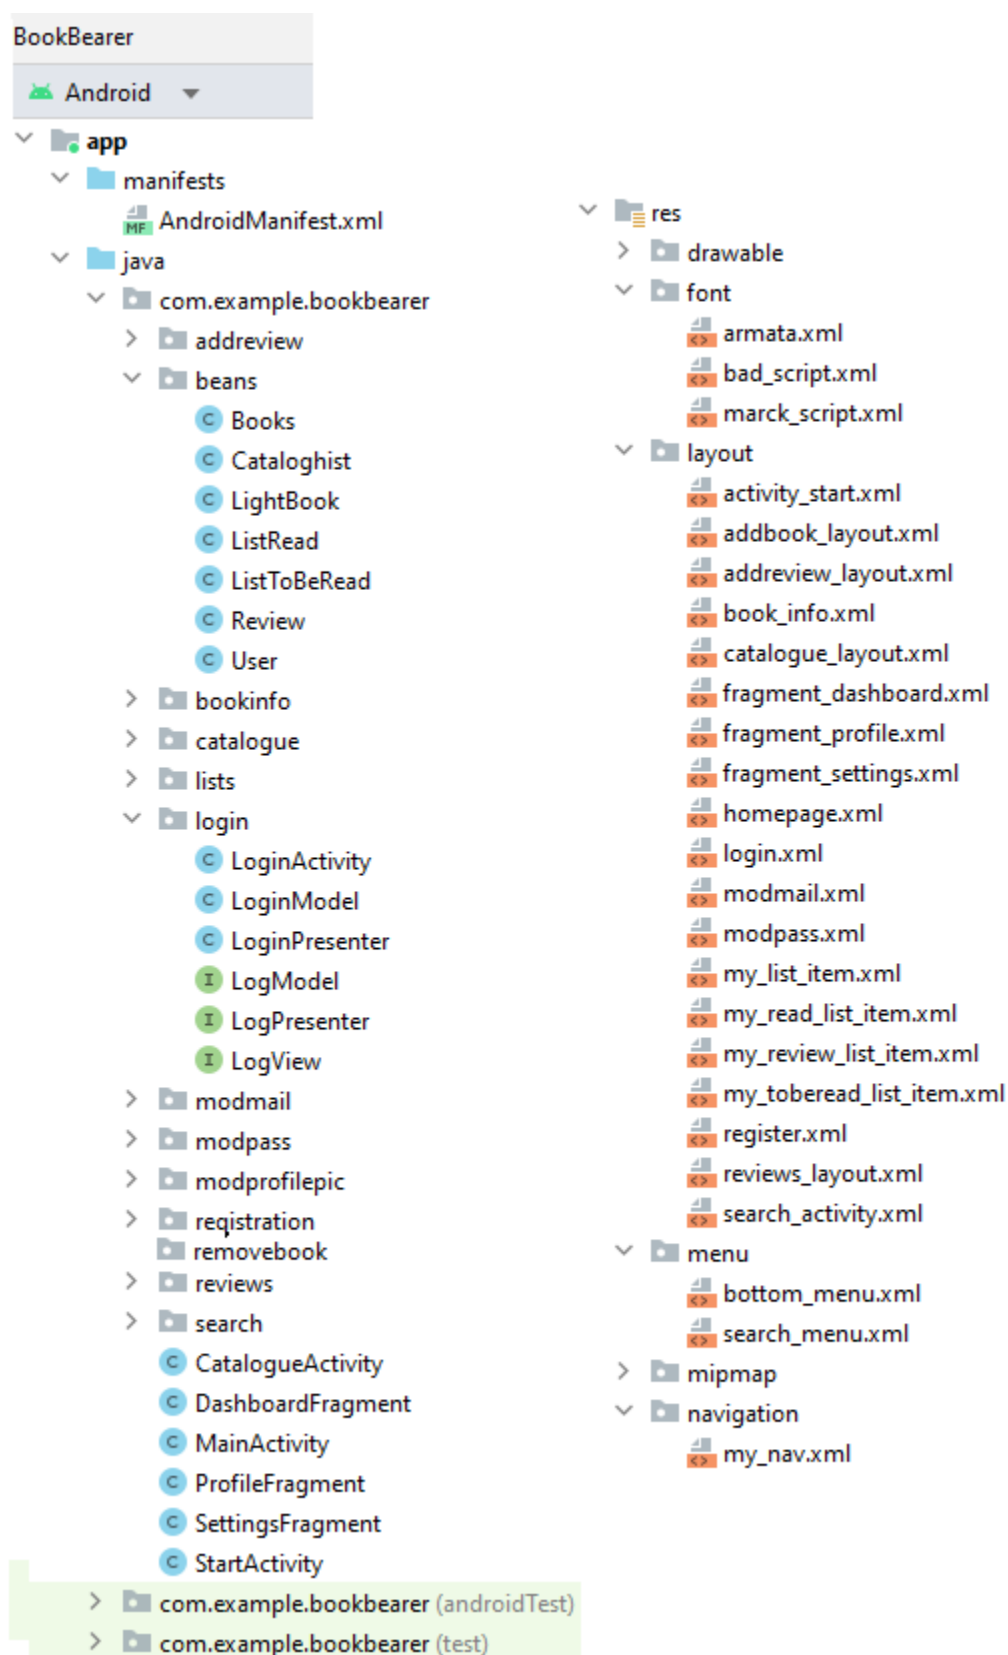 BookBearer
Android
app
manifests
MF AndroidManifest.xml
java
com.example.bookbearer
addreview
beans
C Books
C Cataloghist
C LightBook
C ListRead
C ListToBeRead
C Review
C User
bookinfo
catalogue
lists
login
C LoginActivity
C LoginModel
C LoginPresenter
I LogModel
I LogPresenter
I LogView
modmail
modpass
modprofilepic
registration
removebook
reviews
search
C CatalogueActivity
C DashboardFragment
C MainActivity
C ProfileFragment
C SettingsFragment
C StartActivity
com.example.bookbearer (androidTest)
com.example.bookbearer (test)
res
drawable
font
armata.xml
bad_script.xml
marck_script.xml
layout
activity_start.xml
addbook_layout.xml
addreview_layout.xml
book_info.xml
catalogue_layout.xml
fragment_dashboard.xml
fragment_profile.xml
fragment_settings.xml
homepage.xml
login.xml
modmail.xml
modpass.xml
my_list_item.xml
my_read_list_item.xml
my_review_list_item.xml
my_toberead_list_item.xml
register.xml
reviews_layout.xml
search_activity.xml
menu
bottom_menu.xml
search_menu.xml
mipmap
navigation
my_nav.xml